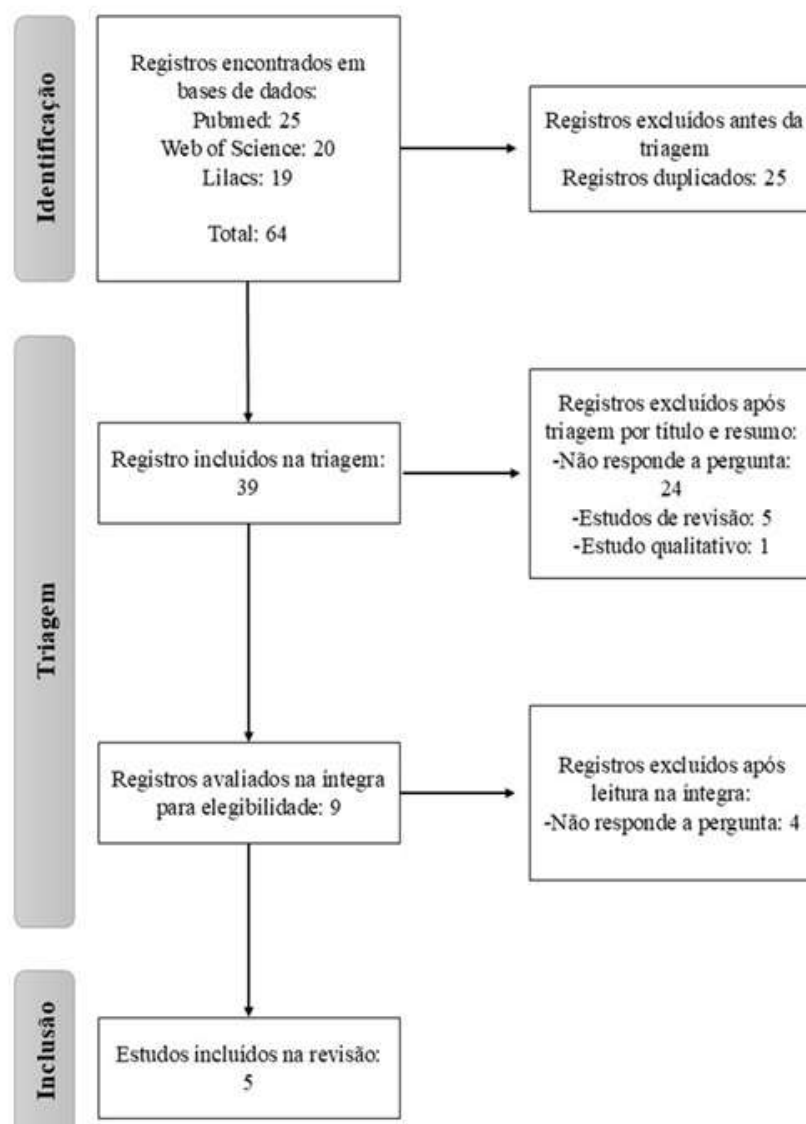 Identificação
Registros encontrados em
bases de dados:
Pubmed: 25
Web of Science: 20
Lilacs: 19
Total: 64
Registros excluídos antes da
triagem
Registros duplicados: 25
Triagem
Registro incluidos na triagem:
39
Registros excluídos após
triagem por título e resumo:
-Não responde a pergunta:
24
-Estudos de revisão: 5
-Estudo qualitativo: 1
Registros avaliados na íntegra
para elegibilidade: 9
Registros excluídos após
leitura na íntegra:
-Não responde a pergunta: 4
Inclusão
Estudos incluídos na revisão:
5